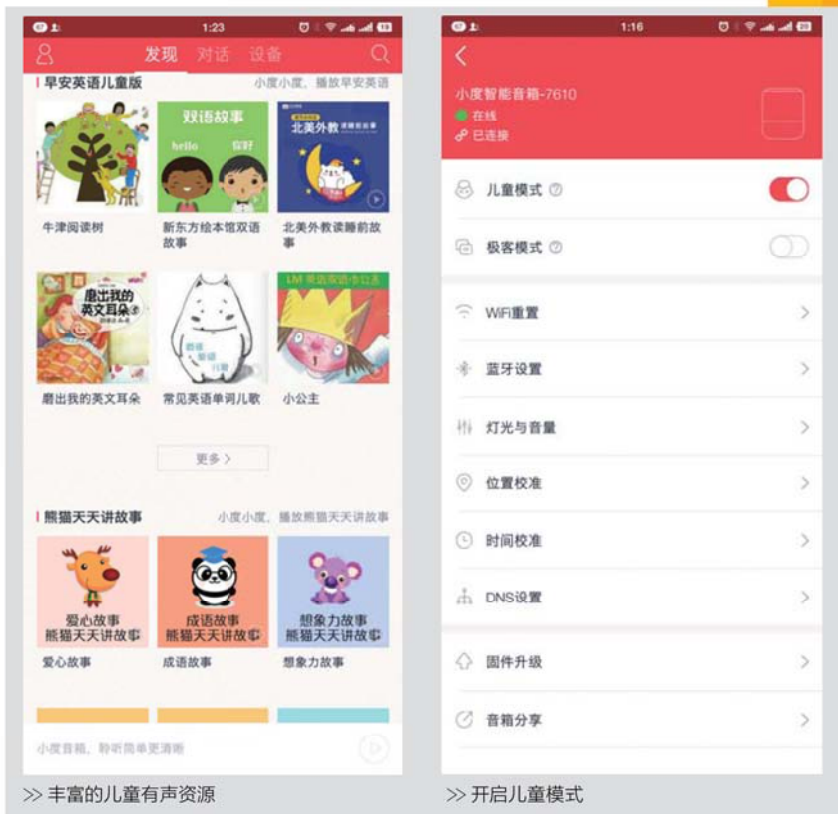 1:23
发现 对话 设备
早安英语儿童版 小度小度，播放早安英语
双语故事
hello 你好
北美外教
牛津阅读树 新东方绘本馆双语故事 北美外教读睡前故事
磨出我的
英文耳朵
LM 英语双语小公主
磨出我的英文耳朵 常见英语单词儿歌 小公主
更多 >
熊猫天天讲故事 小度小度，播放熊猫天天讲故事
爱心故事
熊猫天天讲故事
成语故事
熊猫天天讲故事
想象力故事
熊猫天天讲故事
爱心故事 成语故事 想象力故事
小度音箱，聆听简单更清晰
>> 丰富的儿童有声资源
1:16
小度智能音箱-7610
在线
已连接
儿童模式
极客模式
WiFi重置
蓝牙设置
灯光与音量
位置校准
时间校准
DNS设置
固件升级
音箱分享
>> 开启儿童模式